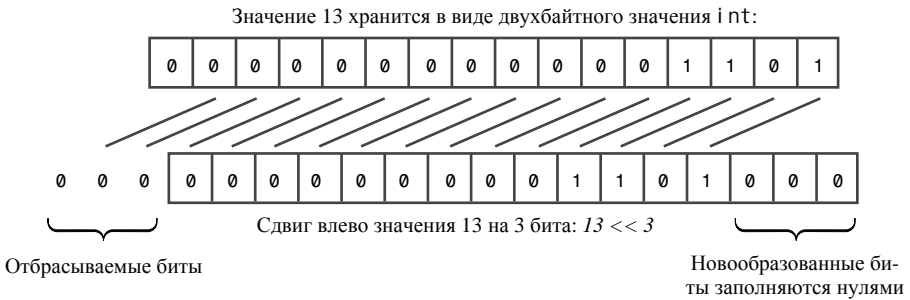 Значение 13 хранится в виде двухбайтного значения int:
0 0 0 0 0 0 0 0 0 0 0 0 1 1 0 1
0 0 0 0 0 0 0 0 0 0 0 0 1 1 0 1 0 0 0
Сдвиг влево значения 13 на 3 бита: 13 << 3
Отбрасываемые биты
Новообразованные би-
ты заполняются нулями